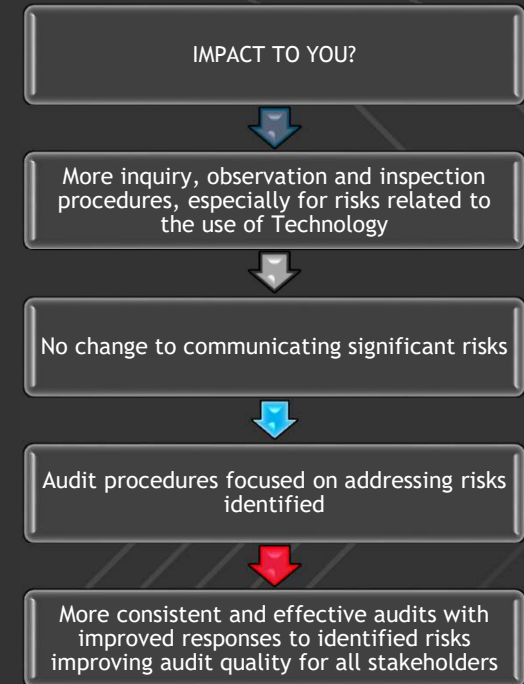 IMPACT TO YOU?
More inquiry, observation and inspection
procedures, especially for risks related to
the use of Technology
No change to communicating significant risks
Audit procedures focused on addressing risks
identified
More consistent and effective audits with
improved responses to identified risks
improving audit quality for all stakeholders